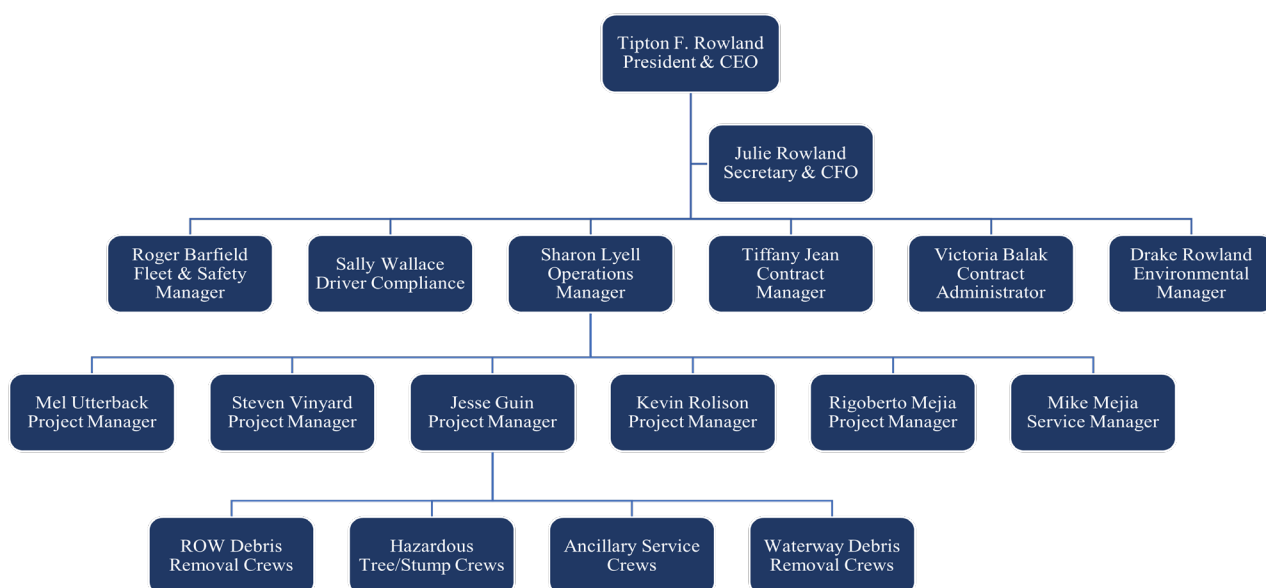 Tipton F. Rowland
President & CEO
Julie Rowland
Secretary & CFO
Roger Barfield
Fleet & Safety
Manager
Sally Wallace
Driver Compliance
Sharon Lyell
Operations
Manager
Tiffany Jean
Contract
Manager
Victoria Balak
Contract
Administrator
Drake Rowland
Environmental
Manager
Mel Utterback
Project Manager
Steven Vinyard
Project Manager
Jesse Guin
Project Manager
Kevin Rolison
Project Manager
Rigoberto Mejia
Project Manager
Mike Mejia
Service Manager
ROW Debris
Removal Crews
Hazardous
Tree/Stump Crews
Ancillary Service
Crews
Waterway Debris
Removal Crews